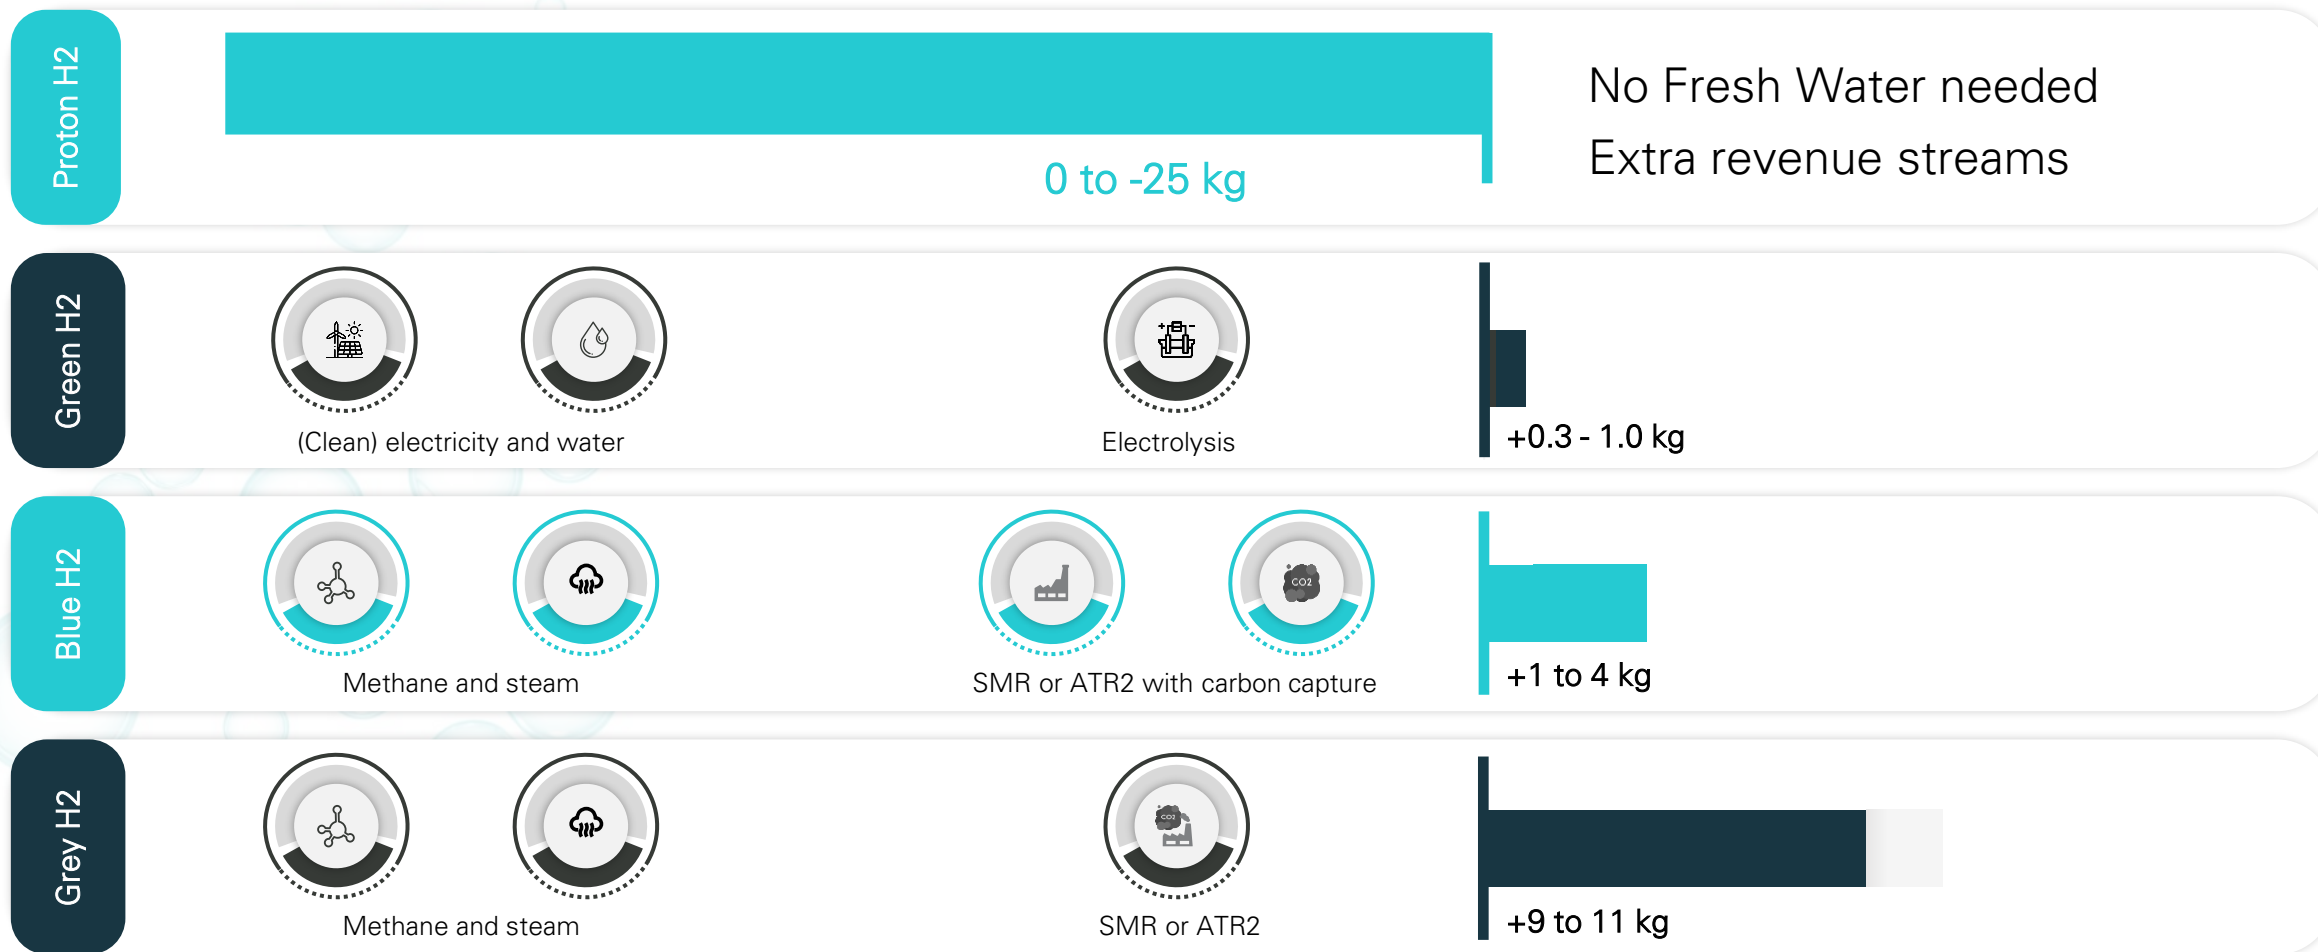 Proton H2
No Fresh Water needed
Extra revenue streams
0 to -25 kg
Green H2
(Clean) electricity and water
Electrolysis
+0.3 - 1.0 kg
Blue H2
CO2
Methane and steam
SMR or ATR2 with carbon capture
+1 to 4 kg
Grey H2
CO2
Methane and steam
SMR or ATR2
+9 to 11 kg